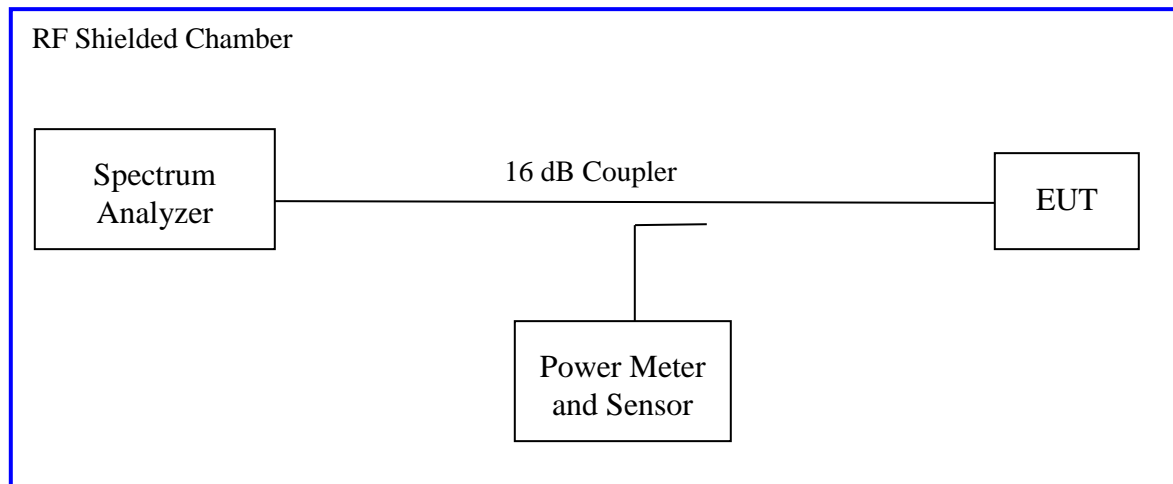 RF Shielded Chamber
Spectrum
Analyzer
16 dB Coupler
EUT
Power Meter
and Sensor